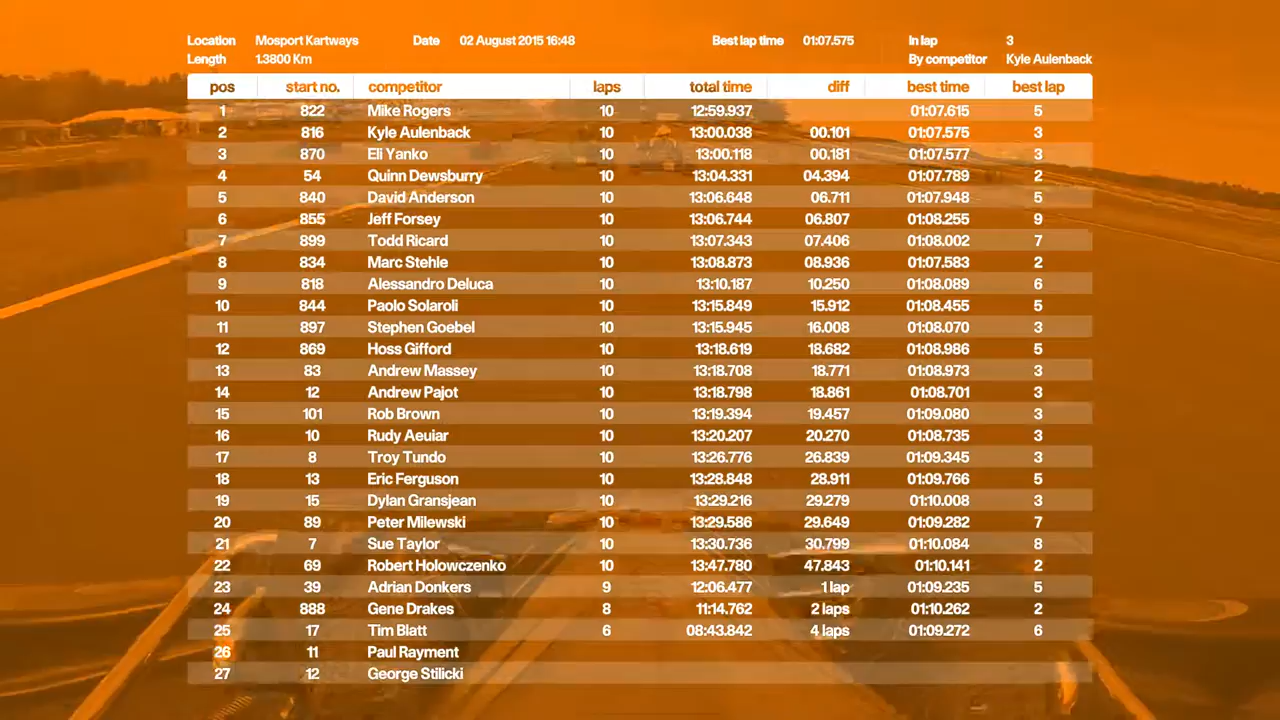 Location Mosport Kartways Date 02 August 2015 16:48 Best lap time 01:07.575 In lap 3
Length 1.3800 Km By competitor Kyle Aulenback
pos start no. competitor laps total time diff best time best lap
1 822 Mike Rogers 10 12:59.937 01:07.615 5
2 816 Kyle Aulenback 10 13:00.038 00.101 01:07.575 3
3 870 Eli Yanko 10 13:00.118 00.181 01:07.577 3
4 54 Quinn Dewsburry 10 13:04.331 04.394 01:07.789 2
5 840 David Anderson 10 13:06.648 06.711 01:07.948 5
6 855 Jeff Forsey 10 13:06.744 06.807 01:08.255 9
7 899 Todd Ricard 10 13:07.343 07.406 01:08.002 7
8 834 Marc Stehle 10 13:08.873 08.936 01:07.583 2
9 818 Alessandro Deluca 10 13:10.187 10.250 01:08.089 6
10 844 Paolo Solaroli 10 13:15.849 15.912 01:08.455 5
11 897 Stephen Goebel 10 13:15.945 16.008 01:08.070 3
12 869 Hoss Gifford 10 13:18.619 18.682 01:08.986 5
13 83 Andrew Massey 10 13:18.708 18.771 01:08.973 3
14 12 Andrew Pajot 10 13:18.798 18.861 01:08.701 3
15 101 Rob Brown 10 13:19.394 19.457 01:09.080 3
16 10 Rudy Aeuiar 10 13:20.207 20.270 01:08.735 3
17 8 Troy Tundo 10 13:26.776 26.839 01:09.345 3
18 13 Eric Ferguson 10 13:28.848 28.911 01:09.766 5
19 15 Dylan Gransjean 10 13:29.216 29.279 01:10.008 3
20 89 Peter Milewski 10 13:29.586 29.649 01:09.282 7
21 7 Sue Taylor 10 13:30.736 30.799 01:10.084 8
22 69 Robert Holowczenko 10 13:47.780 47.843 01:10.141 2
23 39 Adrian Donkers 9 12:06.477 1 lap 01:09.235 5
24 888 Gene Drakes 8 11:14.762 2 laps 01:10.262 2
25 17 Tim Blatt 6 08:43.842 4 laps 01:09.272 6
26 11 Paul Rayment
27 12 George Stilicki